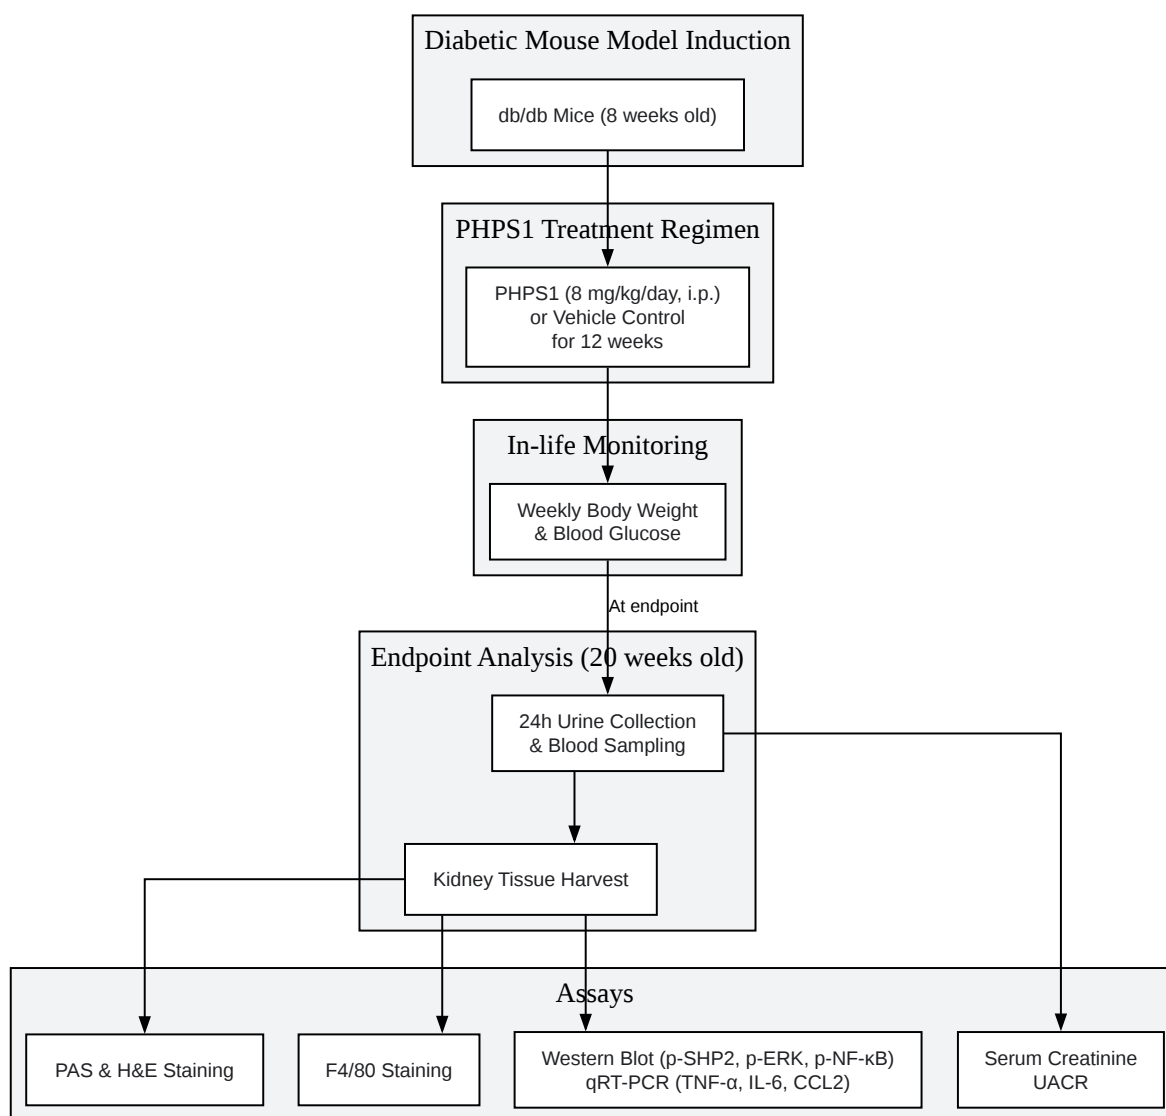 Diabetic Mouse Model Induction
db/db Mice (8 weeks old)
PHPS1 Treatment Regimen
PHPS1 (8 mg/kg/day, i.p.)
or Vehicle Control
for 12 weeks
In-life Monitoring
Weekly Body Weight
& Blood Glucose
At endpoint
Endpoint Analysis (20 weeks old)
24h Urine Collection
& Blood Sampling
Kidney Tissue Harvest
Assays
PAS & H&E Staining
F4/80 Staining
Western Blot (p-SHP2, p-ERK, p-NF-κB)
qRT-PCR (TNF-α, IL-6, CCL2)
Serum Creatinine
UACR